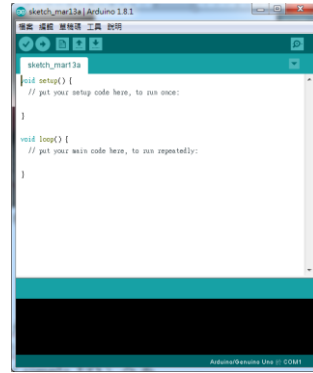 sketch_mar13a | Arduino 1.8.1
檔案 編輯 草稿碼 工具 說明
sketch_mar13a
void setup() {
// put your setup code here, to run once:
}
void loop() {
// put your main code here, to run repeatedly:
}
Arduino/Genuino Uno 於 COM1